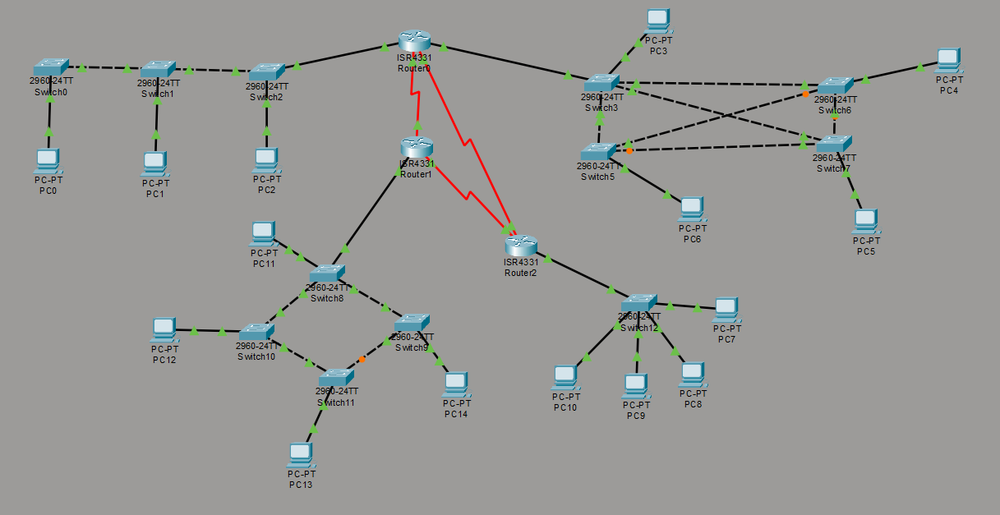 ISR4331
Router0
PC-PT
PC3
2960-24TT
Switch0
2960-24TT
Switch1
2960-24TT
Switch2
2960-24TT
Switch3
2960-24TT
Switch6
PC-PT
PC4
PC-PT
PC0
PC-PT
PC1
PC-PT
PC2
ISR4331
Router1
2960-24TT
Switch5
2960-24TT
Switch7
PC-PT
PC6
PC-PT
PC5
PC-PT
PC11
ISR4331
Router2
2960-24TT
Switch8
2960-24TT
Switch12
PC-PT
PC7
PC-PT
PC12
2960-24TT
Switch10
2960-24TT
Switch9
2960-24TT
Switch11
PC-PT
PC14
PC-PT
PC10
PC-PT
PC9
PC-PT
PC8
PC-PT
PC13